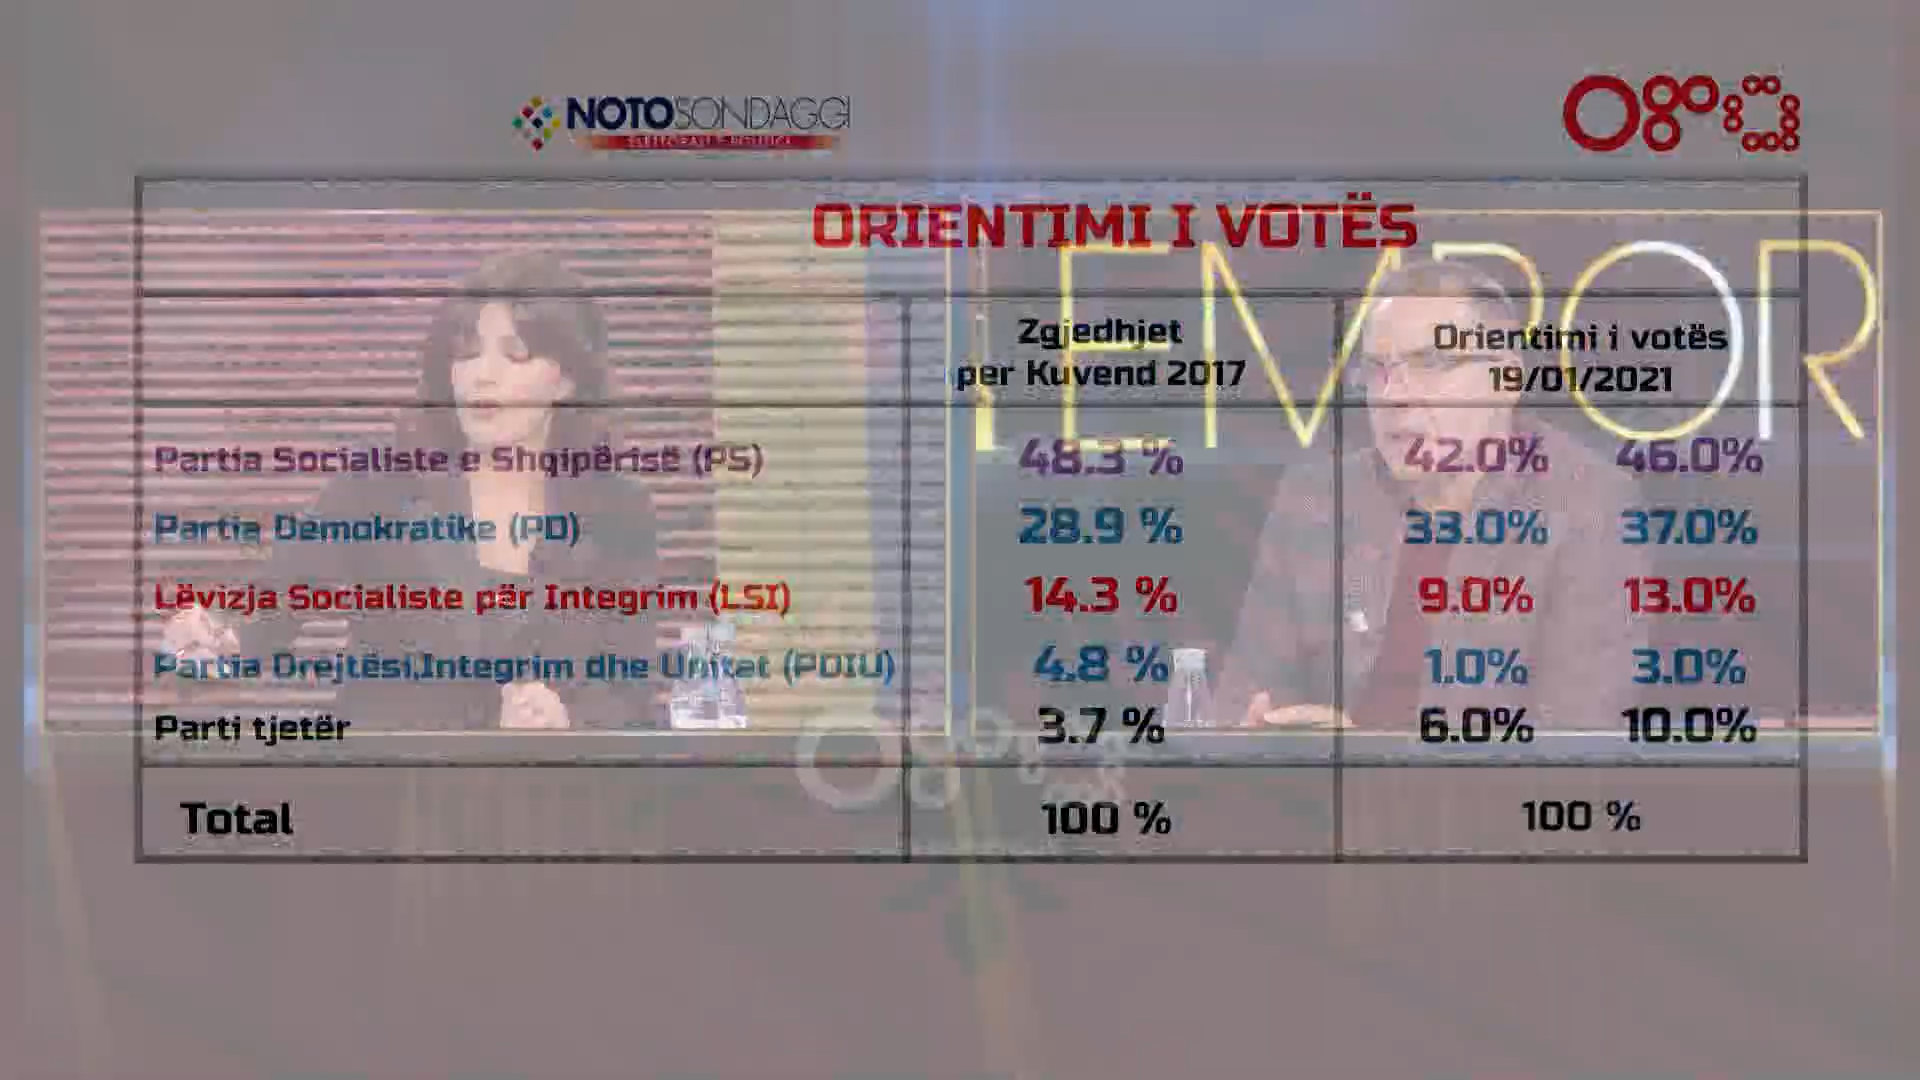 NOTOSONDAGGI
Ora
ORIENTIMI I VOTËS
Zgjedhjet
per Kuvend 2017
Orientimi i votës
19/01/2021
Partia Socialiste e Shqipërisë (PS) 48.3 % 42.0% 46.0%
Partia Demokratike (PD) 28.9 % 33.0% 37.0%
Lëvizja Socialiste për Integrim (LSI) 14.3 % 9.0% 13.0%
Partia Drejtësi,Integrim dhe Unitet (PDIU) 4.8 % 1.0% 3.0%
Parti tjetër 3.7 % 6.0% 10.0%
Total 100 % 100 %